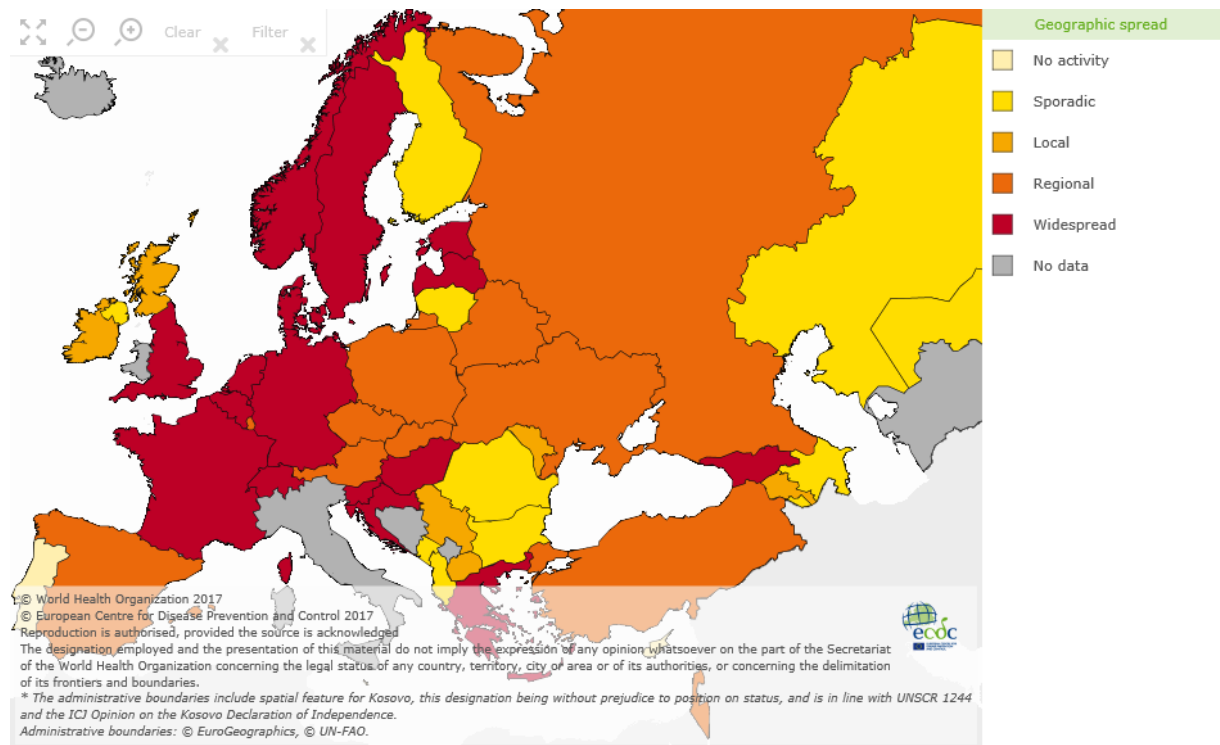 Clear
Filter
Geographic spread
No activity
Sporadic
Local
Regional
Widespread
No data
© World Health Organization 2017
© European Centre for Disease Prevention and Control 2017
Reproduction is authorised, provided the source is acknowledged
The designation employed and the presentation of this material do not imply the expression of any opinion whatsoever on the part of the Secretariat
of the World Health Organization concerning the legal status of any country, territory, city or area or of its authorities, or concerning the delimitation
of its frontiers and boundaries.
* The administrative boundaries include spatial feature for Kosovo, this designation being without prejudice to position on status, and is in line with UNSCR 1244
and the ICJ Opinion on the Kosovo Declaration of Independence.
Administrative boundaries: © EuroGeographics, © UN-FAO.
ecdc